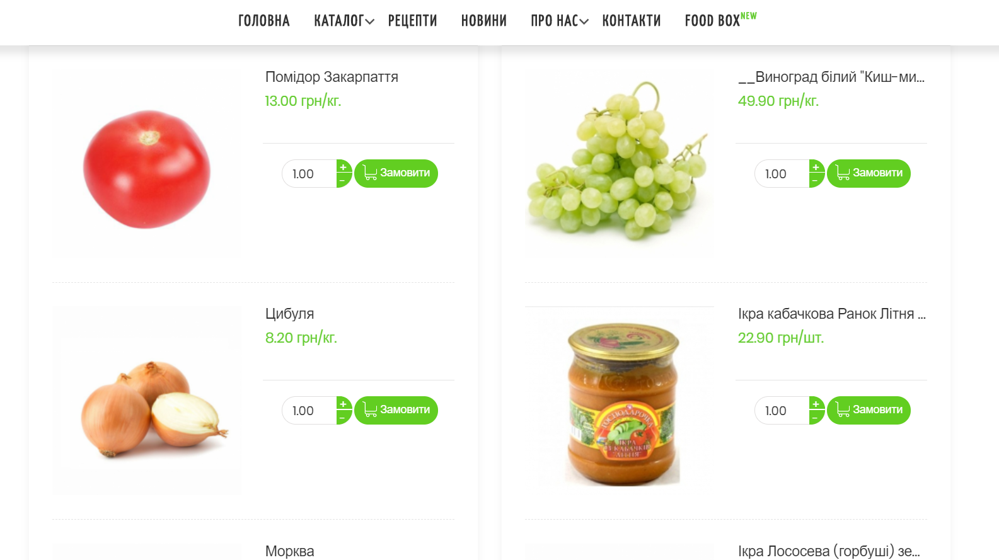 ГОЛОВНА КАТАЛОГ РЕЦЕПТИ НОВИНИ ПРО НАС КОНТАКТИ FOOD BOX NEW
Помідор Закарпаття
13.00 грн/кг.
1.00 + - Замовити
__Виноград білий "Киш-ми...
49.90 грн/кг.
1.00 + - Замовити
Цибуля
8.20 грн/кг.
1.00 + - Замовити
Ікра кабачкова Ранок Літня ...
22.90 грн/шт.
1.00 + - Замовити
ГОСПОДАРОЧКА
ІКРА
ІЗ КАБАЧКІВ
"ЛІТНЯ"
Морква
Ікра Лососева (горбуші) зе...